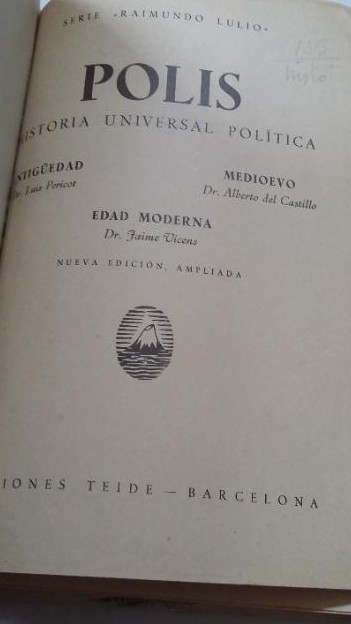 SERIE «RAIMUNDO LULIO»
POLIS
ISTORIA UNIVERSAL POLÍTICA
NTIGÜEDAD
Dr. Luis Pericot
MEDIOEVO
Dr. Alberto del Castillo
EDAD MODERNA
Dr. Jaime Vicens
NUEVA EDICIÓN, AMPLIADA
IONES TEIDE — BARCELONA